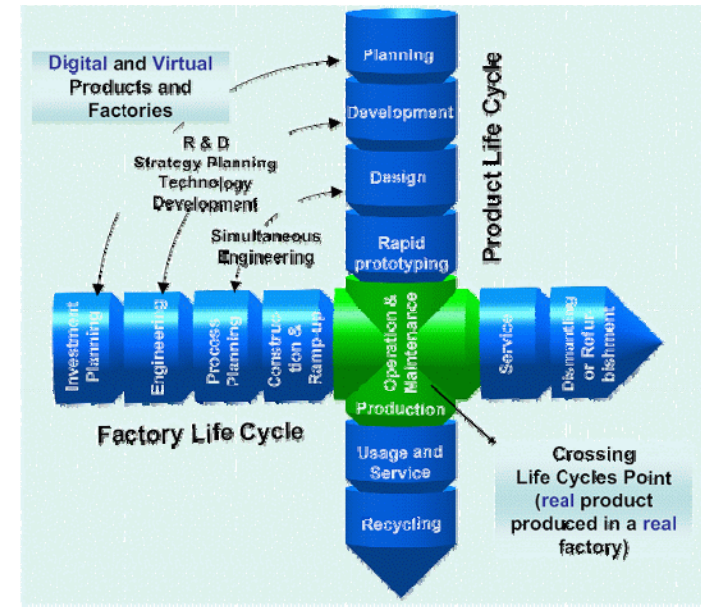 Digital and Virtual
Products and
Factories
R & D
Strategy Planning
Technology
Development
Simultaneous
Engineering
Planning
Development
Design
Rapid
prototyping
Product Life Cycle
Investment
Planning
Engineering
Process
Planning
Construc-
tion &
Ramp-up
Operation &
Maintenance
Production
Service
Dismantling
or Refur-
bishment
Factory Life Cycle
Usage and
Service
Recycling
Crossing
Life Cycles Point
(real product
produced in a real
factory)